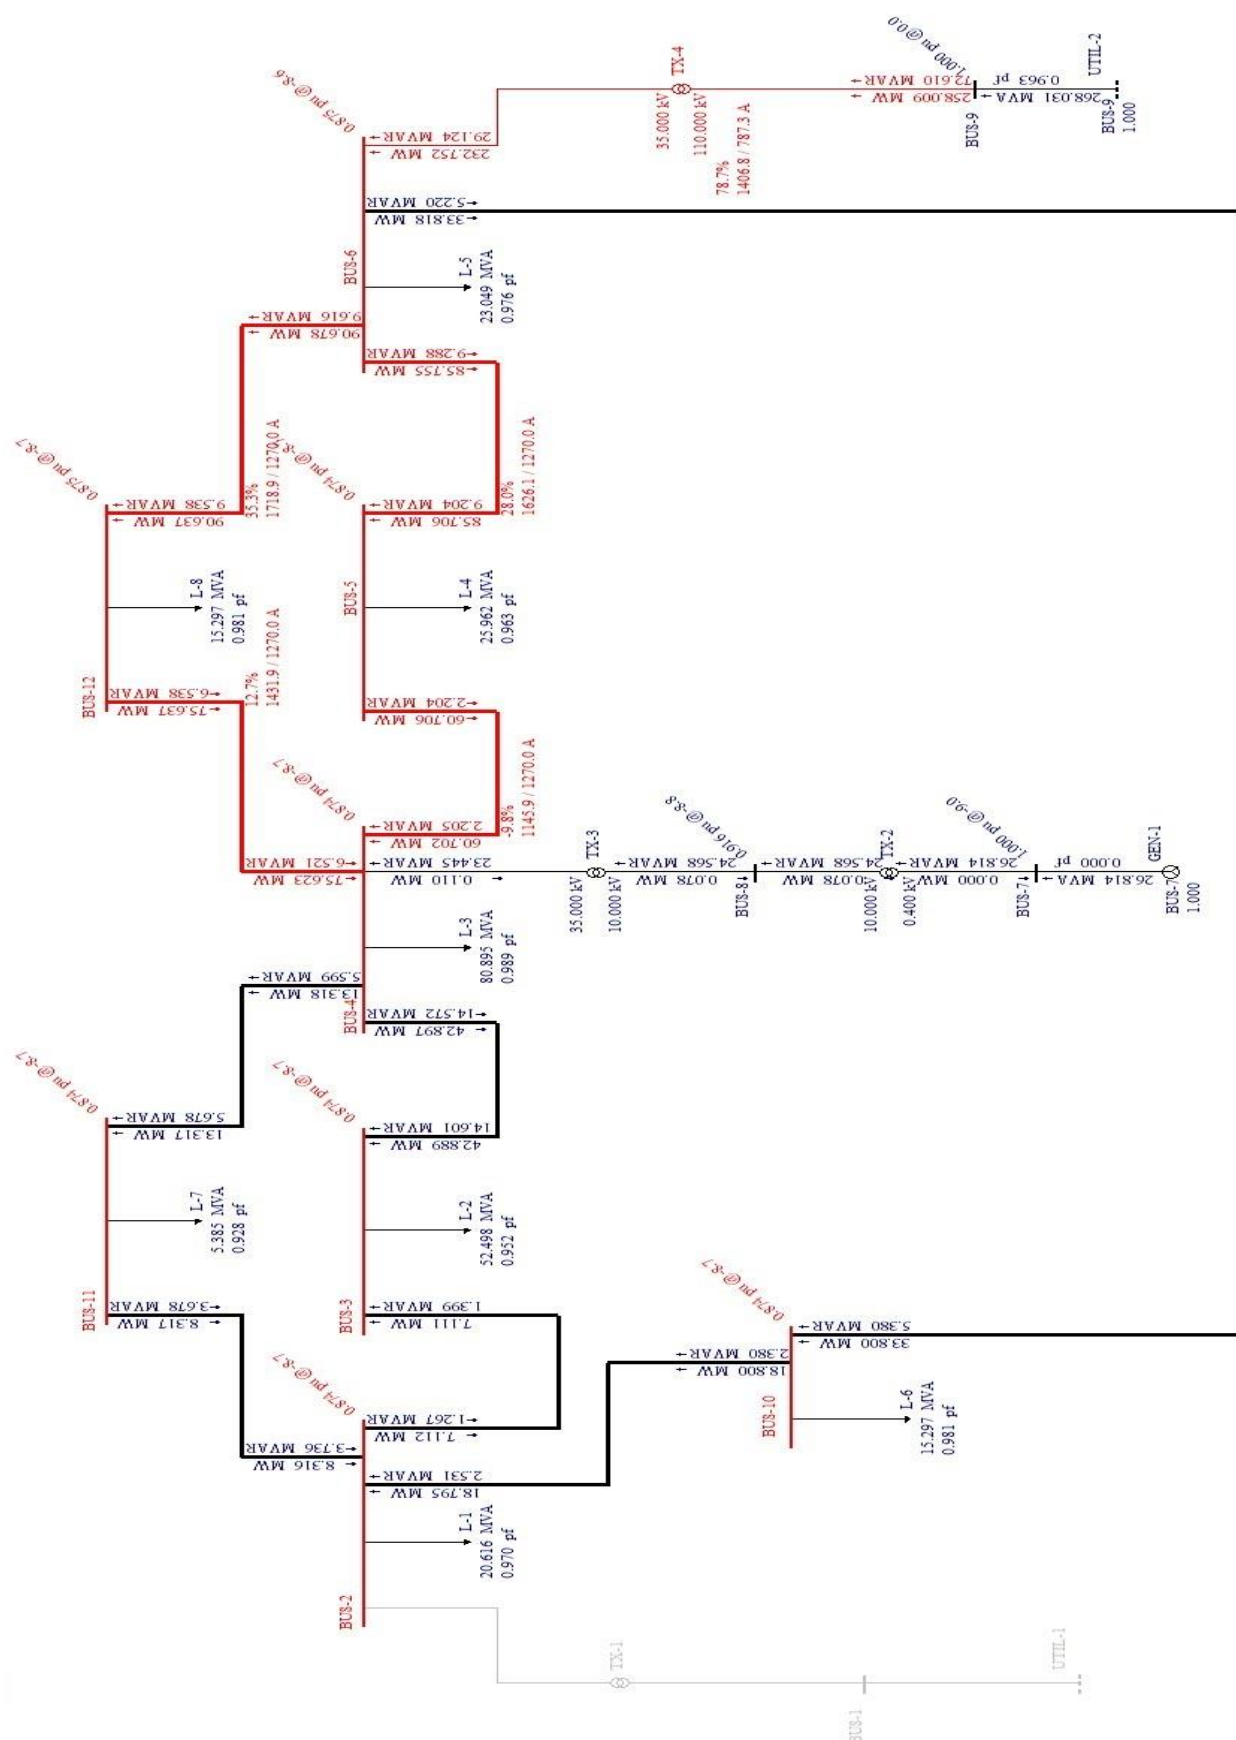 BUS-9
BUS-9
UTIL-2
1.000
268.031 MVA
0.963 pf
1.000 pu @0.0
258.009 MW
72.610 MVAR
TX-4
35.000 kV
110.000 kV
78.7%
1406.8 / 787.3 A
0.875 pu @-8.6
232.752 MW
29.124 MVAR
33.818 MW
5.220 MVAR
BUS-6
L-5
23.049 MVA
0.976 pf
90.678 MW
9.616 MVAR
85.755 MW
9.288 MVAR
35.3%
1718.9 / 1270.0 A
28.0%
1626.1 / 1270.0 A
0.875 pu @-8.7
90.637 MW
9.538 MVAR
L-8
15.297 MVA
0.981 pf
BUS-12
75.637 MW
6.538 MVAR
12.7%
1431.9 / 1270.0 A
0.874 pu @-8.7
85.706 MW
9.204 MVAR
BUS-5
L-4
25.962 MVA
0.963 pf
60.706 MW
2.204 MVAR
-9.8%
1145.9 / 1270.0 A
0.874 pu @-8.7
60.702 MW
2.205 MVAR
75.623 MW
6.521 MVAR
0.110 MW
23.445 MVAR
35.000 kV
10.000 kV
TX-3
0.078 MW
24.568 MVAR
0.916 pu @-8.8
BUS-8
0.078 MW
24.568
10.000 kV
0.400 kV
TX-2
0.000 MW
26.814 MVAR
1.000 pu @-9.0
BUS-7
26.814 MVA
0.000 pf
GEN-1
BUS-7
1.000
L-3
80.895 MVA
0.989 pf
BUS-4
13.318 MW
5.599 MVAR
42.897 MW
14.572 MVAR
0.874 pu @-8.7
13.317 MW
5.678 MVAR
L-7
5.385 MVA
0.928 pf
BUS-11
8.317 MW
3.678 MVAR
0.874 pu @-8.7
42.889 MW
14.601 MVAR
L-2
52.498 MVA
0.952 pf
BUS-3
7.111 MW
1.399 MVAR
0.874 pu @-8.7
7.112 MW
1.267 MVAR
8.316 MW
3.736 MVAR
18.795 MW
2.531 MVAR
L-1
20.616 MVA
0.970 pf
BUS-2
0.874 pu @-8.7
33.800 MW
5.380 MVAR
18.800 MW
2.380 MVAR
BUS-10
L-6
15.297 MVA
0.981 pf
TX-1
UTIL-1